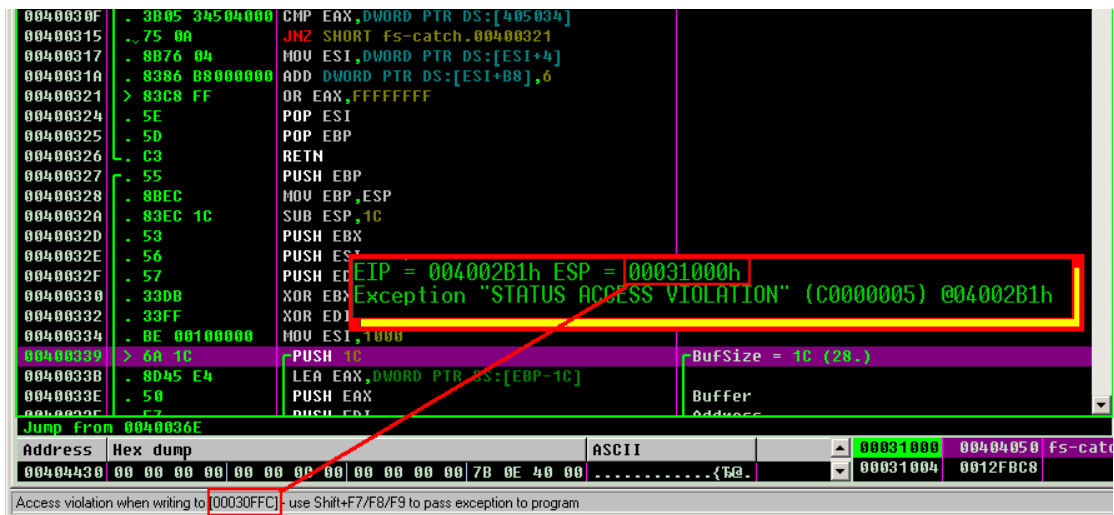 0040030F . 3B05 34504000 CMP EAX,DWORD PTR DS:[405034]
00400315 .˅75 0A JNZ SHORT fs-catch.00400321
00400317 . 8B76 04 MOV ESI,DWORD PTR DS:[ESI+4]
0040031A . 8386 B8000000 ADD DWORD PTR DS:[ESI+B8],6
00400321 > 83C8 FF OR EAX,FFFFFFFF
00400324 . 5E POP ESI
00400325 . 5D POP EBP
00400326 . C3 RETN
00400327 . 55 PUSH EBP
00400328 . 8BEC MOV EBP,ESP
0040032A . 83EC 1C SUB ESP,1C
0040032D . 53 PUSH EBX
0040032E . 56 PUSH ES
0040032F . 57 PUSH ED
EIP = 004002B1h ESP = 00031000h
00400330 . 33DB XOR EBX
Exception "STATUS ACCESS VIOLATION" (C0000005) @04002B1h
00400332 . 33FF XOR EDI
00400334 . BE 00100000 MOV ESI,1000
00400339 > 6A 1C PUSH 1C BufSize = 1C (28.)
0040033B . 8D45 E4 LEA EAX,DWORD PTR SS:[EBP-1C]
0040033E . 50 PUSH EAX Buffer
Jump from 0040036E
Address Hex dump ASCII
00404430 00 00 00 00 00 00 00 00 00 00 00 00 7B 0E 40 00
00031000 00404050 fs-catc
00031004 0012FBC8
Access violation when writing to [00030FFC] - use Shift+F7/F8/F9 to pass exception to program